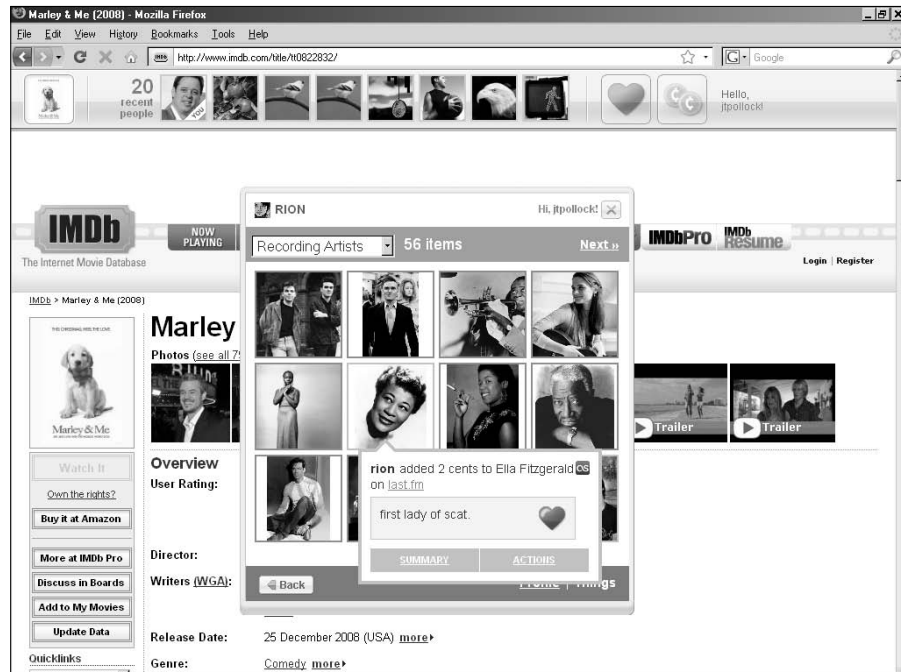 Marley & Me (2008) - Mozilla Firefox
File Edit View History Bookmarks Tools Help
http://www.imdb.com/title/tt0822832/
Google
20
recent
people
YOU
Hello,
jtpollock!
RION
Hi, jtpollock!
IMDb
NOW
PLAYING
Recording Artists
56 items
Next »
IMDbPro
IMDb
Resume
The Internet Movie Database
Login | Register
IMDb > Marley & Me (2008)
Marley
Photos (see all 79
Marley & Me
Trailer
Trailer
Watch It
Own the rights?
Buy it at Amazon
More at IMDb Pro
Discuss in Boards
Add to My Movies
Update Data
Quicklinks
Overview
User Rating:
Director:
Writers (WGA):
Release Date:
25 December 2008 (USA) more
Genre:
Comedy more
rion added 2 cents to Ella Fitzgerald
on last.fm
first lady of scat.
SUMMARY
ACTIONS
Back
Profile | Things